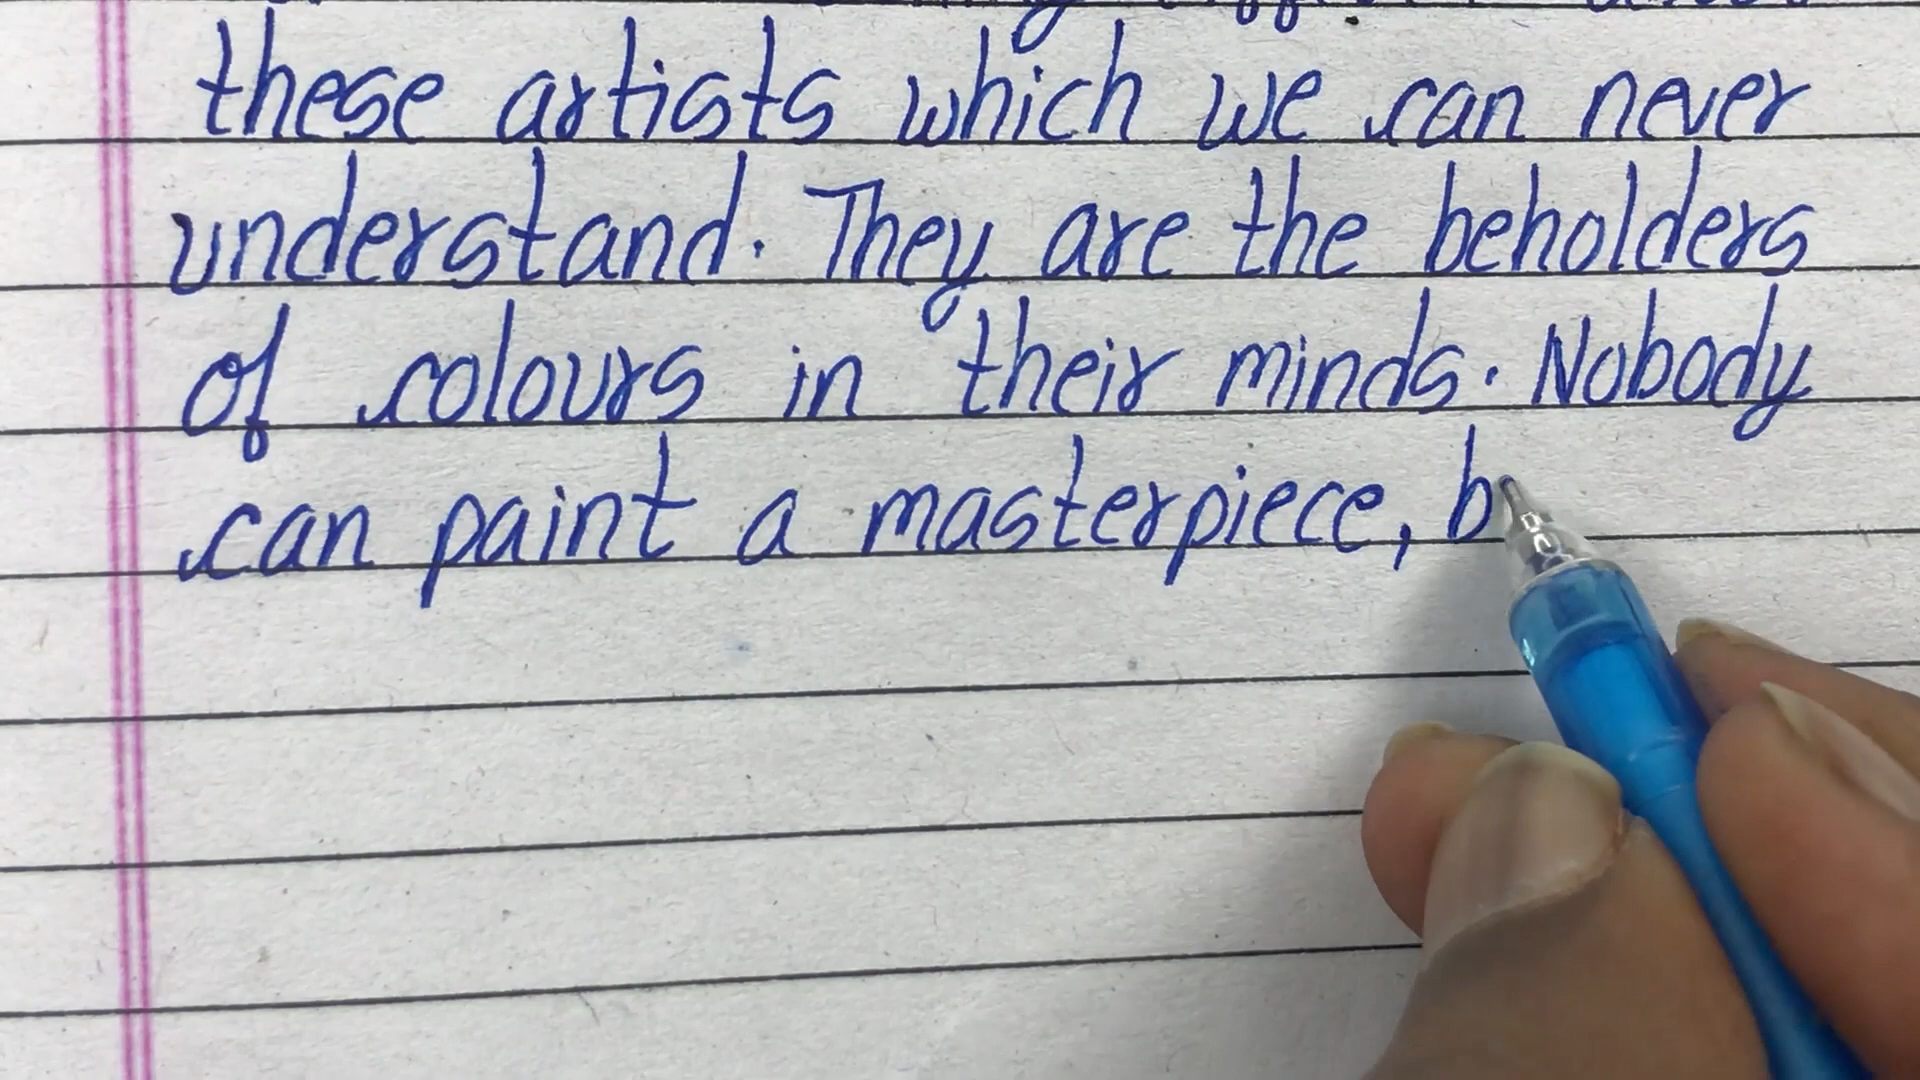 these artists which we can never
understand. They are the beholders
of colours in their minds. Nobody
can paint a masterpiece, b